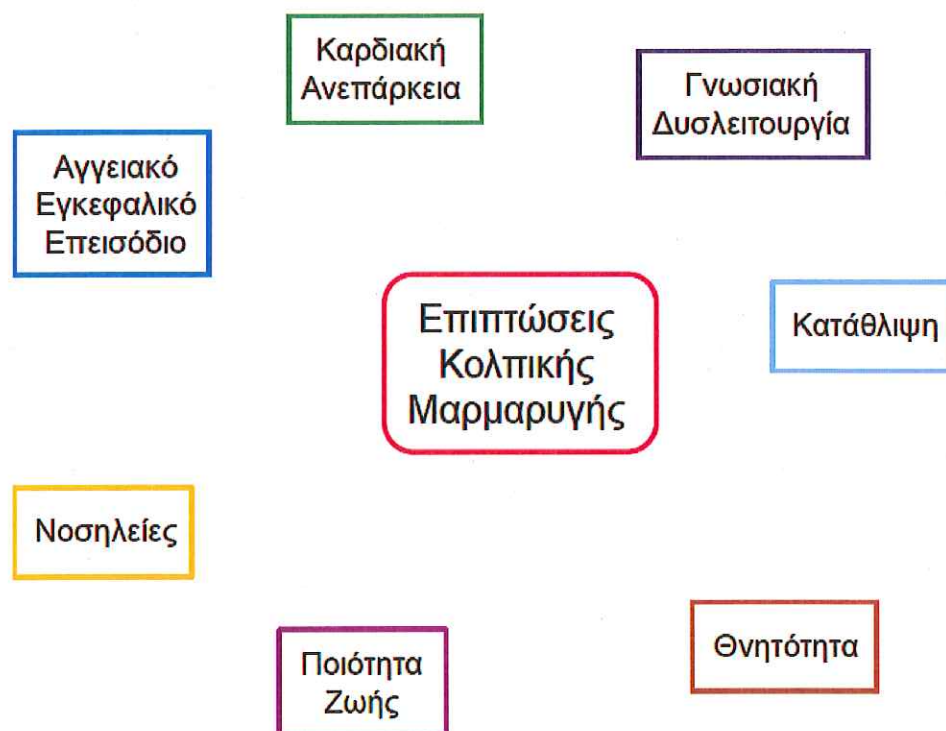 Καρδιακή
Ανεπάρκεια
Γνωσιακή
Δυσλειτουργία
Αγγειακό
Εγκεφαλικό
Επεισόδιο
Επιπτώσεις
Κολπικής
Μαρμαρυγής
Κατάθλιψη
Νοσηλείες
Θνητότητα
Ποιότητα
Ζωής